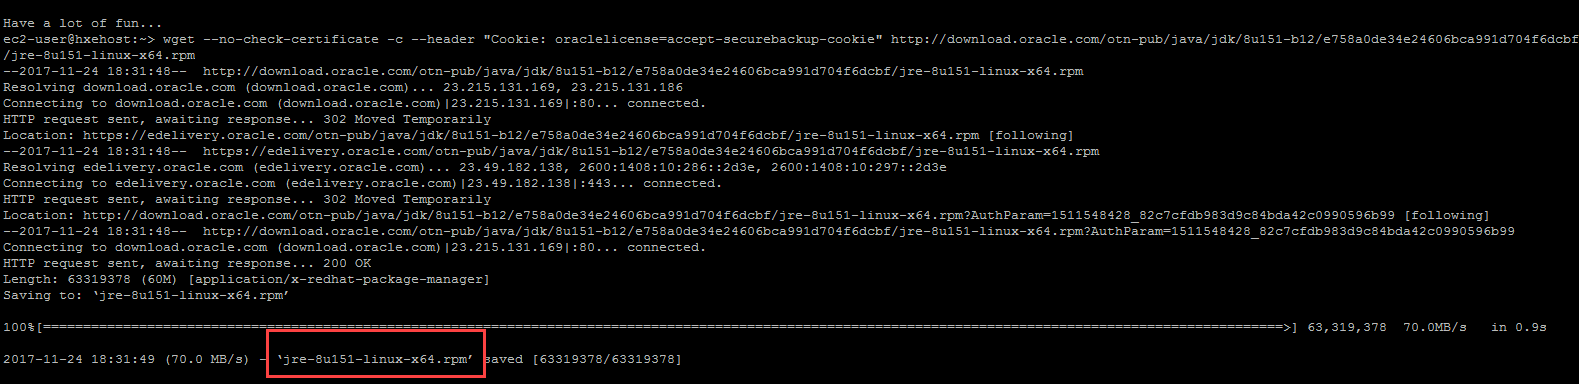 Have a lot of fun...
ec2-user@hxehost:~> wget --no-check-certificate -c --header "Cookie: oraclelicense=accept-securebackup-cookie" http://download.oracle.com/otn-pub/java/jdk/8u151-b12/e758a0de34e24606bca991d704f6dcbf
/jre-8u151-linux-x64.rpm
--2017-11-24 18:31:48--  http://download.oracle.com/otn-pub/java/jdk/8u151-b12/e758a0de34e24606bca991d704f6dcbf/jre-8u151-linux-x64.rpm
Resolving download.oracle.com (download.oracle.com)... 23.215.131.169, 23.215.131.186
Connecting to download.oracle.com (download.oracle.com)|23.215.131.169|:80... connected.
HTTP request sent, awaiting response... 302 Moved Temporarily
Location: https://edelivery.oracle.com/otn-pub/java/jdk/8u151-b12/e758a0de34e24606bca991d704f6dcbf/jre-8u151-linux-x64.rpm [following]
--2017-11-24 18:31:48--  https://edelivery.oracle.com/otn-pub/java/jdk/8u151-b12/e758a0de34e24606bca991d704f6dcbf/jre-8u151-linux-x64.rpm
Resolving edelivery.oracle.com (edelivery.oracle.com)... 23.49.182.138, 2600:1408:10:286::2d3e, 2600:1408:10:297::2d3e
Connecting to edelivery.oracle.com (edelivery.oracle.com)|23.49.182.138|:443... connected.
HTTP request sent, awaiting response... 302 Moved Temporarily
Location: http://download.oracle.com/otn-pub/java/jdk/8u151-b12/e758a0de34e24606bca991d704f6dcbf/jre-8u151-linux-x64.rpm?AuthParam=1511548428_82c7cfdb983d9c84bda42c0990596b99 [following]
--2017-11-24 18:31:48--  http://download.oracle.com/otn-pub/java/jdk/8u151-b12/e758a0de34e24606bca991d704f6dcbf/jre-8u151-linux-x64.rpm?AuthParam=1511548428_82c7cfdb983d9c84bda42c0990596b99
Connecting to download.oracle.com (download.oracle.com)|23.215.131.169|:80... connected.
HTTP request sent, awaiting response... 200 OK
Length: 63319378 (60M) [application/x-redhat-package-manager]
Saving to: ‘jre-8u151-linux-x64.rpm’
100%[===========================================================================================================================================================>] 63,319,378  70.0MB/s   in 0.9s
2017-11-24 18:31:49 (70.0 MB/s) - ‘jre-8u151-linux-x64.rpm’ saved [63319378/63319378]